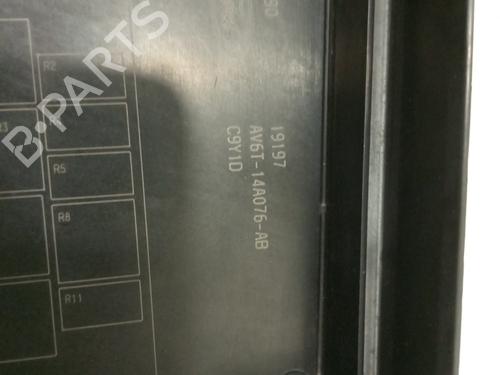 R2
R5
R8
R11
19197
AV6T-14A076-AB
C9Y1D
B-PARTS